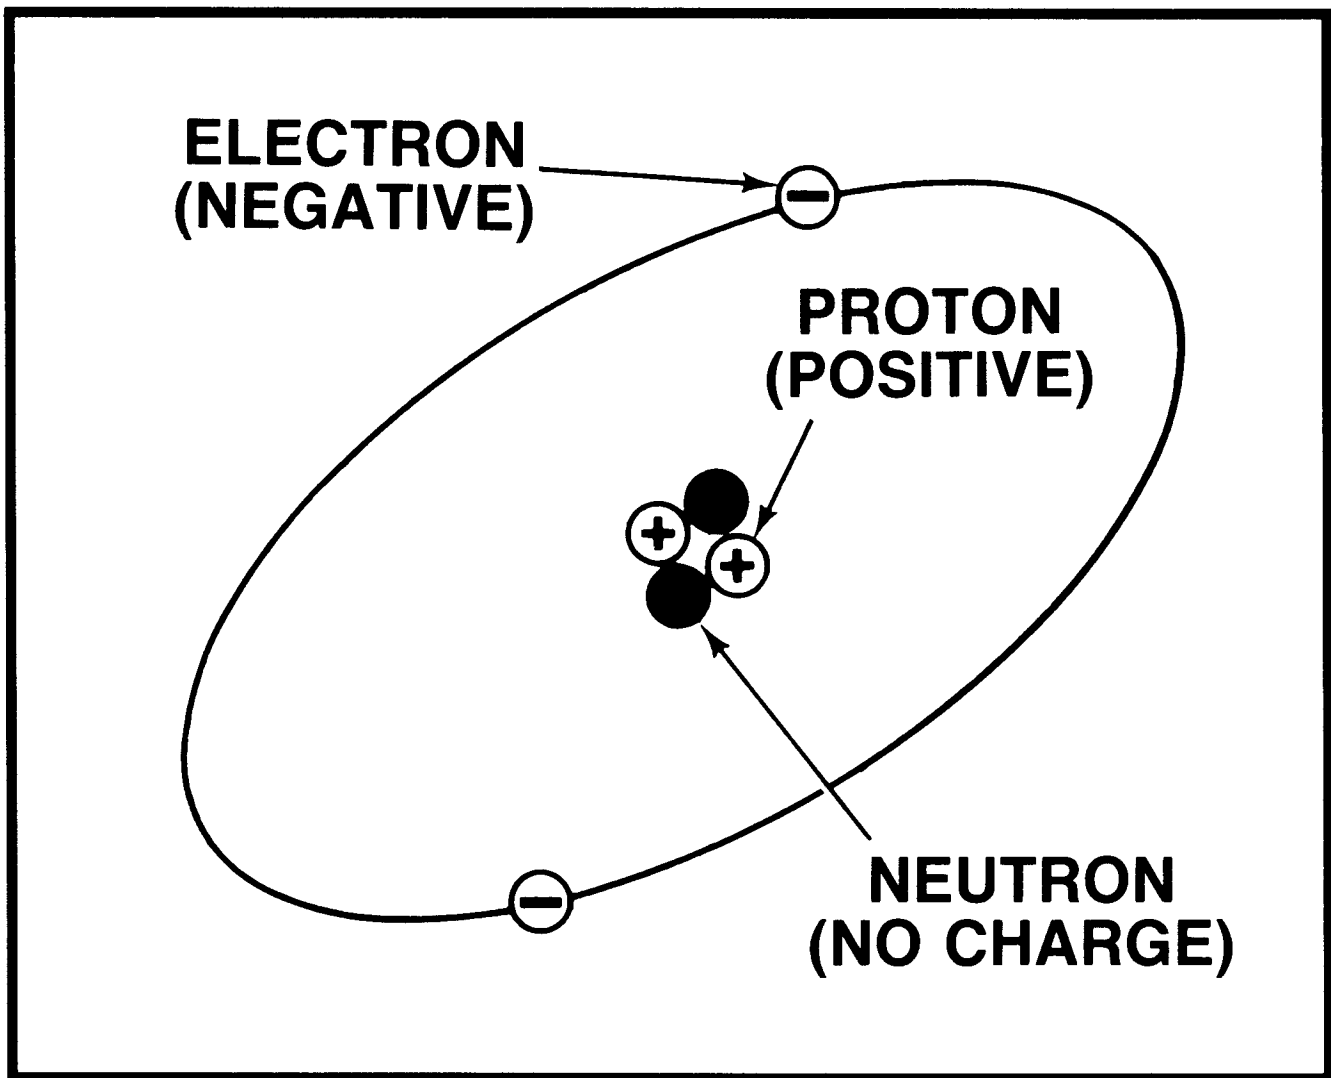 ELECTRON
(NEGATIVE)
PROTON
(POSITIVE)
NEUTRON
(NO CHARGE)